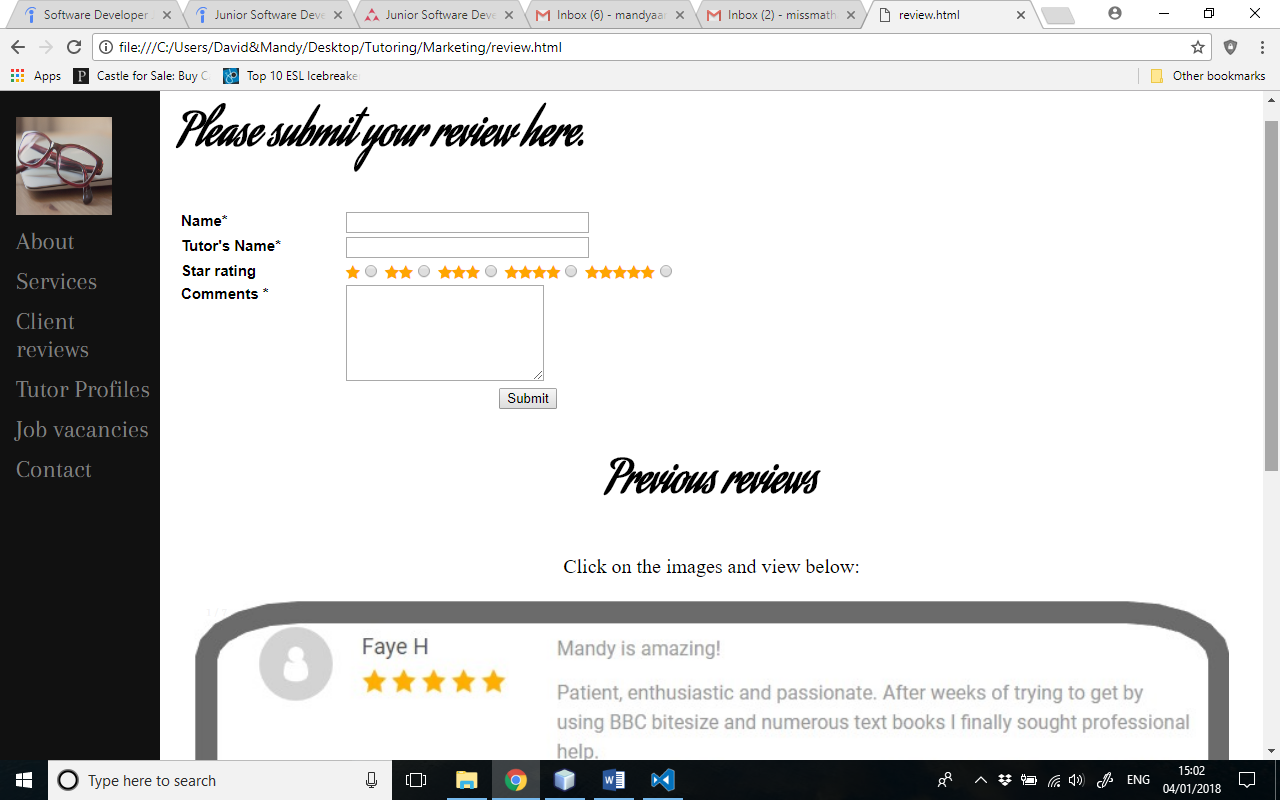 Software Developer
Junior Software Deve
Junior Software Deve
Inbox (6) - mandyaar
Inbox (2) - missmath
review.html
file:///C:/Users/David&Mandy/Desktop/Tutoring/Marketing/review.html
Apps
Castle for Sale: Buy C
Top 10 ESL Icebreake
Other bookmarks
About
Services
Client
reviews
Tutor Profiles
Job vacancies
Contact
Please submit your review here.
Name*
Tutor's Name*
Star rating
Comments *
Submit
Previous reviews
Click on the images and view below:
Faye H
Mandy is amazing!
Patient, enthusiastic and passionate. After weeks of trying to get by
using BBC bitesize and numerous text books I finally sought professional
help.
Type here to search
ENG
15:02
04/01/2018